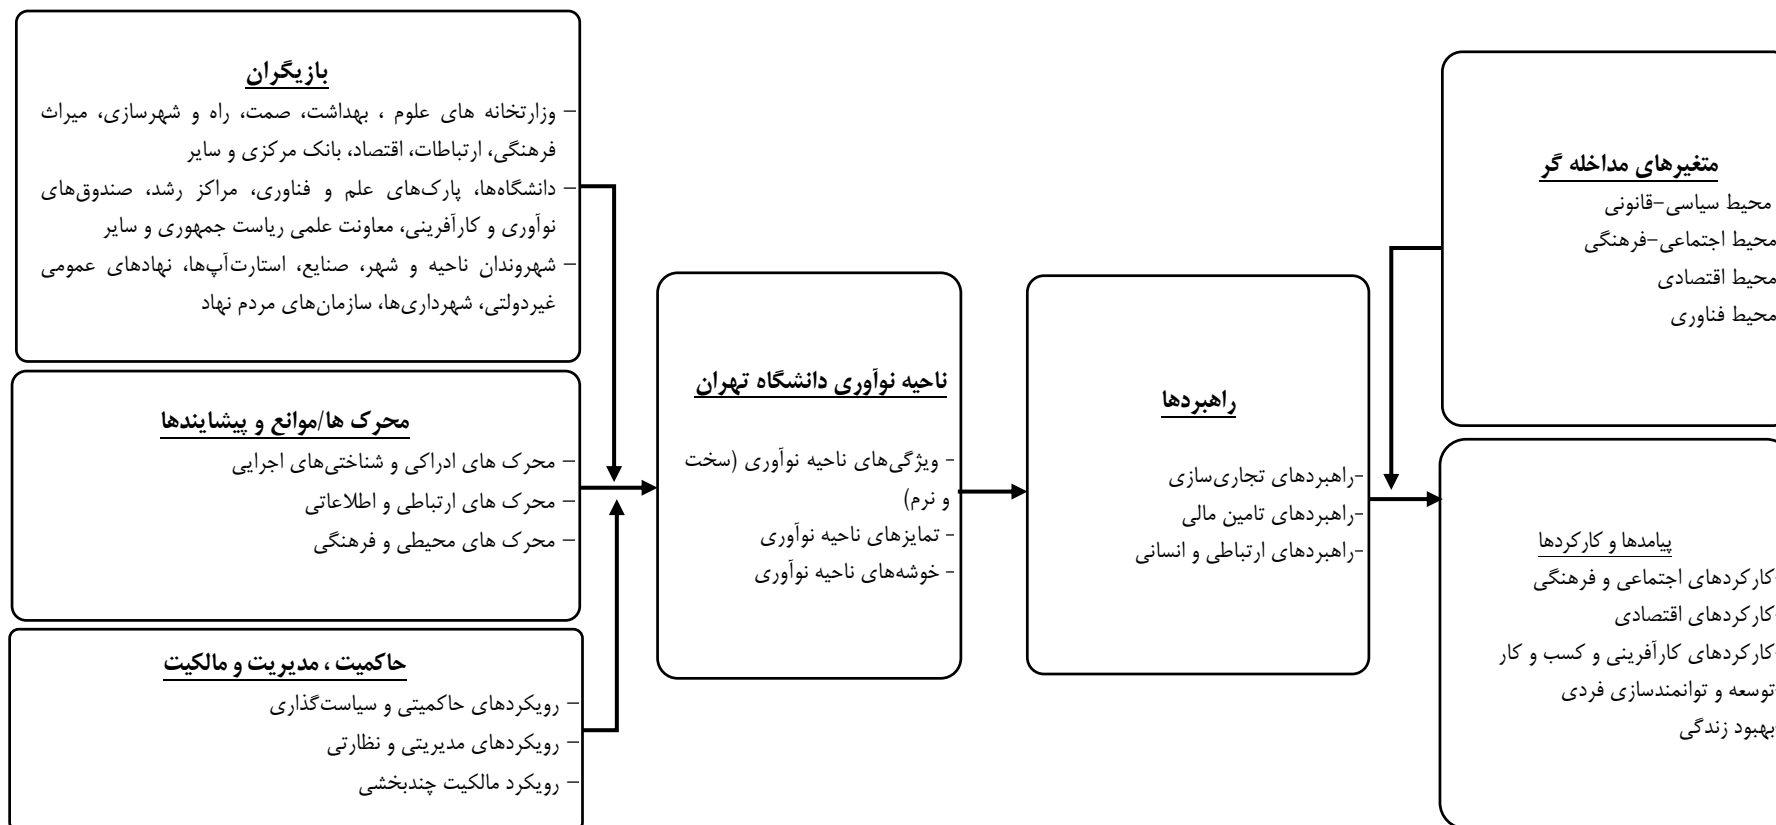 بازیگران
– وزارتخانه های علوم ، بهداشت، صمت، راه و شهرسازی، میراث
فرهنگی، ارتباطات، اقتصاد، بانک مرکزی و سایر
– دانشگاه‌ها، پارک‌های علم و فناوری، مراکز رشد، صندوق‌های
نوآوری و کارآفرینی، معاونت علمی ریاست جمهوری و سایر
– شهروندان ناحیه و شهر، صنایع، استارت‌آپ‌ها، نهادهای عمومی
غیردولتی، شهرداری‌ها، سازمان‌های مردم نهاد
محرک ها/موانع و پیشایندها
– محرک های ادراکی و شناختی‌های اجرایی
– محرک های ارتباطی و اطلاعاتی
– محرک های محیطی و فرهنگی
حاکمیت ، مدیریت و مالکیت
– رویکردهای حاکمیتی و سیاست‌گذاری
– رویکردهای مدیریتی و نظارتی
– رویکرد مالکیت چندبخشی
ناحیه نوآوری دانشگاه تهران
- ویژگی‌های ناحیه نوآوری (سخت
و نرم)
- تمایزهای ناحیه نوآوری
- خوشه‌های ناحیه نوآوری
راهبردها
-راهبردهای تجاری‌سازی
-راهبردهای تامین مالی
-راهبردهای ارتباطی و انسانی
متغیرهای مداخله گر
محیط سیاسی–قانونی
محیط اجتماعی–فرهنگی
محیط اقتصادی
محیط فناوری
پیامدها و کارکردها
-کارکردهای اجتماعی و فرهنگی
-کارکردهای اقتصادی
-کارکردهای کارآفرینی و کسب و کار
-توسعه و توانمندسازی فردی
-بهبود زندگی